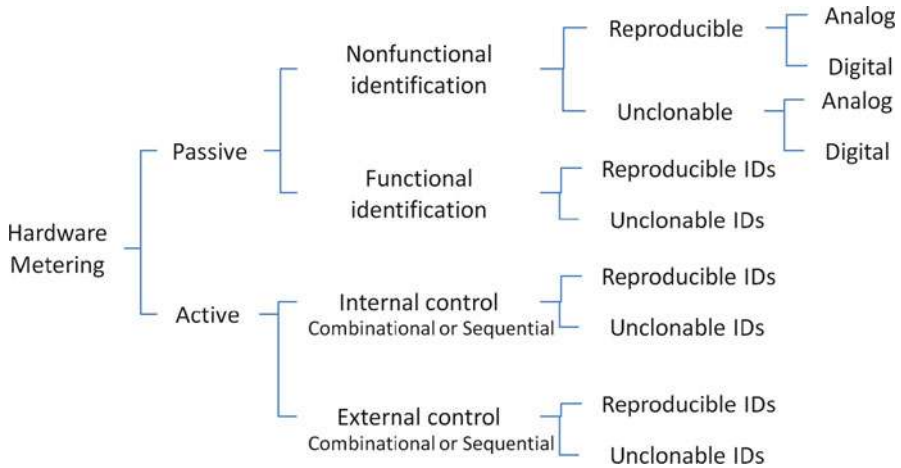 Hardware
Metering
Passive
Nonfunctional
identification
Reproducible
Analog
Digital
Unclonable
Analog
Digital
Functional
identification
Reproducible IDs
Unclonable IDs
Active
Internal control
Combinational or Sequential
Reproducible IDs
Unclonable IDs
External control
Combinational or Sequential
Reproducible IDs
Unclonable IDs